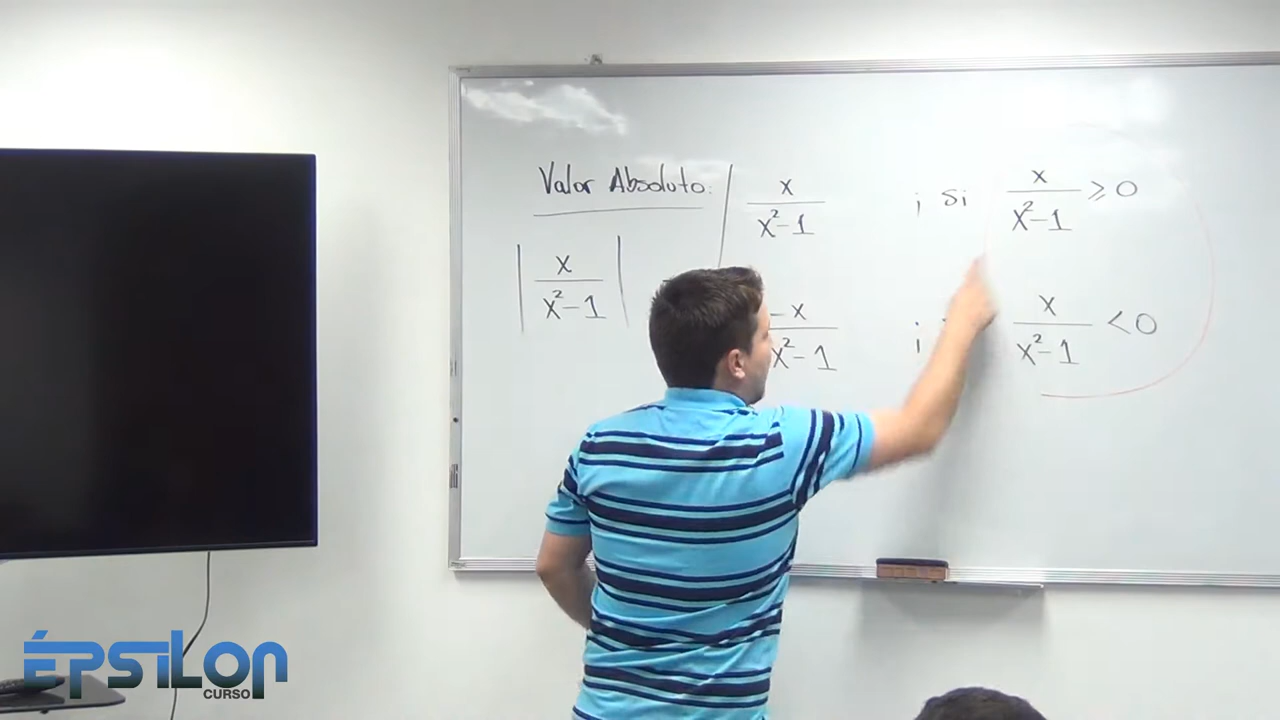 Valor Absoluto:
| x / x²-1 |
x / x²-1 ; si x / x²-1 ⩾ 0
-x / x²-1 ; x / x²-1 < 0
ÉPSILON
CURSO